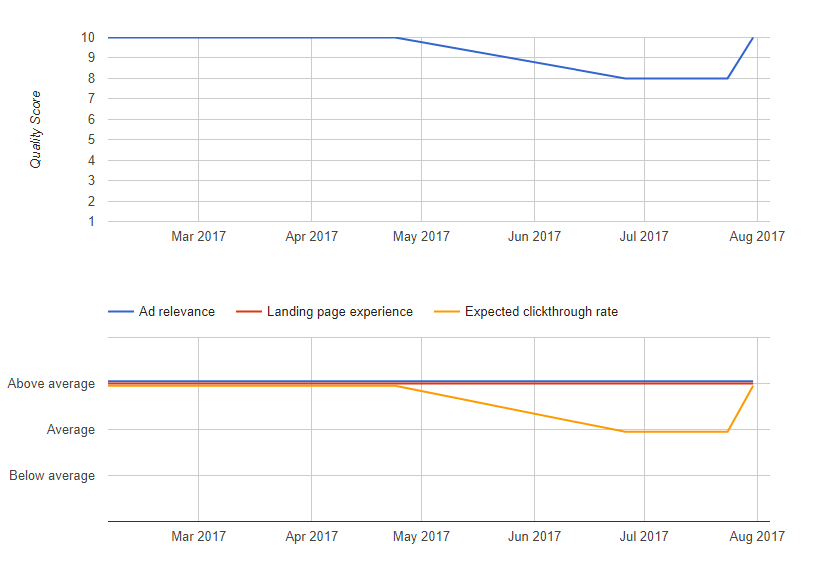 10
9
8
7
6
5
4
3
2
1
Quality Score
Mar 2017 Apr 2017 May 2017 Jun 2017 Jul 2017 Aug 2017
Ad relevance Landing page experience Expected clickthrough rate
Above average
Average
Below average
Mar 2017 Apr 2017 May 2017 Jun 2017 Jul 2017 Aug 2017